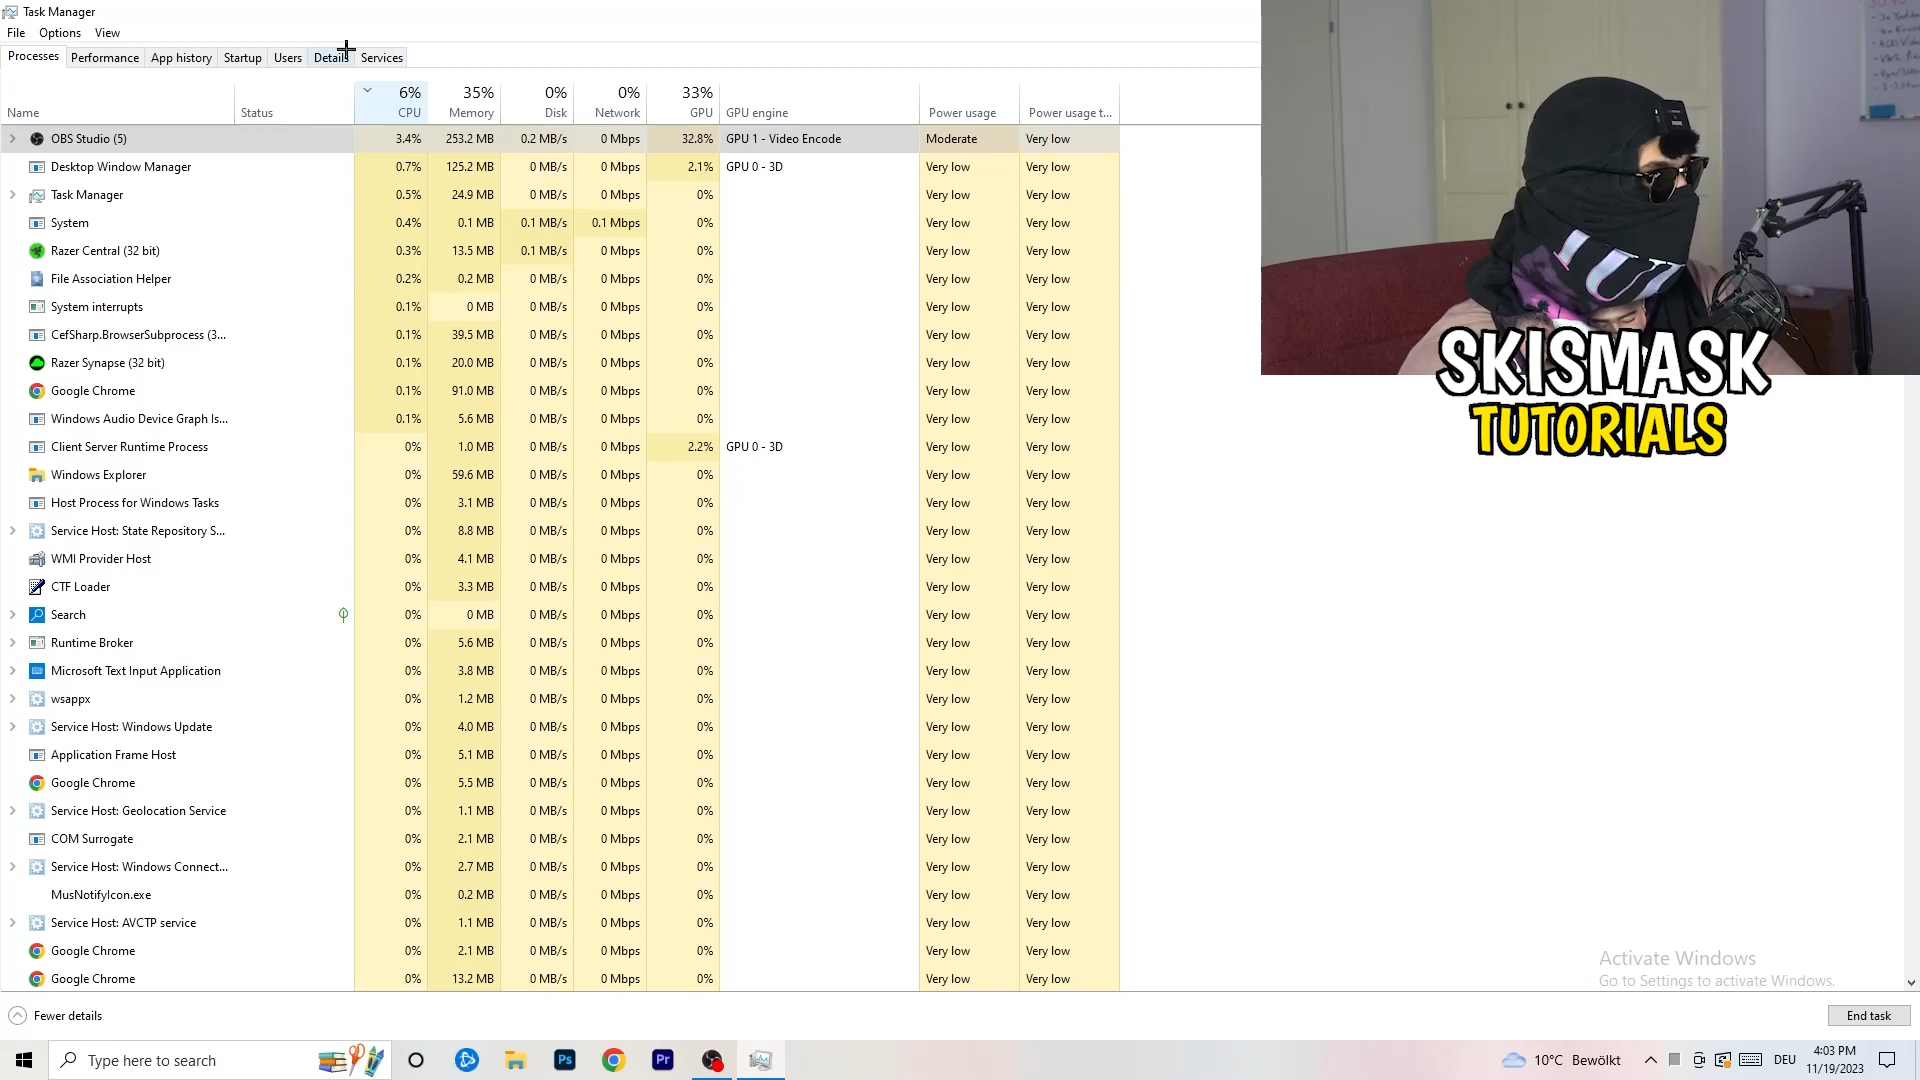 Task Manager
File Options View
Processes Performance App history Startup Users Details Services
6% 35% 0% 0% 33%
Name Status CPU Memory Disk Network GPU GPU engine Power usage Power usage t...
OBS Studio (5) 3.4% 253.2 MB 0.2 MB/s 0 Mbps 32.8% GPU 1 - Video Encode Moderate Very low
Desktop Window Manager 0.7% 125.2 MB 0 MB/s 0 Mbps 2.1% GPU 0 - 3D Very low Very low
Task Manager 0.5% 24.9 MB 0 MB/s 0 Mbps 0% Very low Very low
System 0.4% 0.1 MB 0.1 MB/s 0.1 Mbps 0% Very low Very low
Razer Central (32 bit) 0.3% 13.5 MB 0.1 MB/s 0 Mbps 0% Very low Very low
File Association Helper 0.2% 0.2 MB 0 MB/s 0 Mbps 0% Very low Very low
System interrupts 0.1% 0 MB 0 MB/s 0 Mbps 0% Very low Very low
CefSharp.BrowserSubprocess (3... 0.1% 39.5 MB 0 MB/s 0 Mbps 0% Very low Very low
Razer Synapse (32 bit) 0.1% 20.0 MB 0 MB/s 0 Mbps 0% Very low Very low
Google Chrome 0.1% 91.0 MB 0 MB/s 0 Mbps 0% Very low Very low
Windows Audio Device Graph Is... 0.1% 5.6 MB 0 MB/s 0 Mbps 0% Very low Very low
Client Server Runtime Process 0% 1.0 MB 0 MB/s 0 Mbps 2.2% GPU 0 - 3D Very low Very low
Windows Explorer 0% 59.6 MB 0 MB/s 0 Mbps 0% Very low Very low
Host Process for Windows Tasks 0% 3.1 MB 0 MB/s 0 Mbps 0% Very low Very low
Service Host: State Repository S... 0% 8.8 MB 0 MB/s 0 Mbps 0% Very low Very low
WMI Provider Host 0% 4.1 MB 0 MB/s 0 Mbps 0% Very low Very low
CTF Loader 0% 3.3 MB 0 MB/s 0 Mbps 0% Very low Very low
Search 0% 0 MB 0 MB/s 0 Mbps 0% Very low Very low
Runtime Broker 0% 5.6 MB 0 MB/s 0 Mbps 0% Very low Very low
Microsoft Text Input Application 0% 3.8 MB 0 MB/s 0 Mbps 0% Very low Very low
wsappx 0% 1.2 MB 0 MB/s 0 Mbps 0% Very low Very low
Service Host: Windows Update 0% 4.0 MB 0 MB/s 0 Mbps 0% Very low Very low
Application Frame Host 0% 5.1 MB 0 MB/s 0 Mbps 0% Very low Very low
Google Chrome 0% 5.5 MB 0 MB/s 0 Mbps 0% Very low Very low
Service Host: Geolocation Service 0% 1.1 MB 0 MB/s 0 Mbps 0% Very low Very low
COM Surrogate 0% 2.1 MB 0 MB/s 0 Mbps 0% Very low Very low
Service Host: Windows Connect... 0% 2.7 MB 0 MB/s 0 Mbps 0% Very low Very low
MusNotifyIcon.exe 0% 0.2 MB 0 MB/s 0 Mbps 0% Very low Very low
Service Host: AVCTP service 0% 1.1 MB 0 MB/s 0 Mbps 0% Very low Very low
Google Chrome 0% 2.1 MB 0 MB/s 0 Mbps 0% Very low Very low
Google Chrome 0% 13.2 MB 0 MB/s 0 Mbps 0% Very low Very low
SKISMASK
TUTORIALS
Activate Windows
Go to Settings to activate Windows.
Fewer details
End task
Type here to search
Ps
Pr
10°C Bewölkt
DEU
4:03 PM
11/19/2023